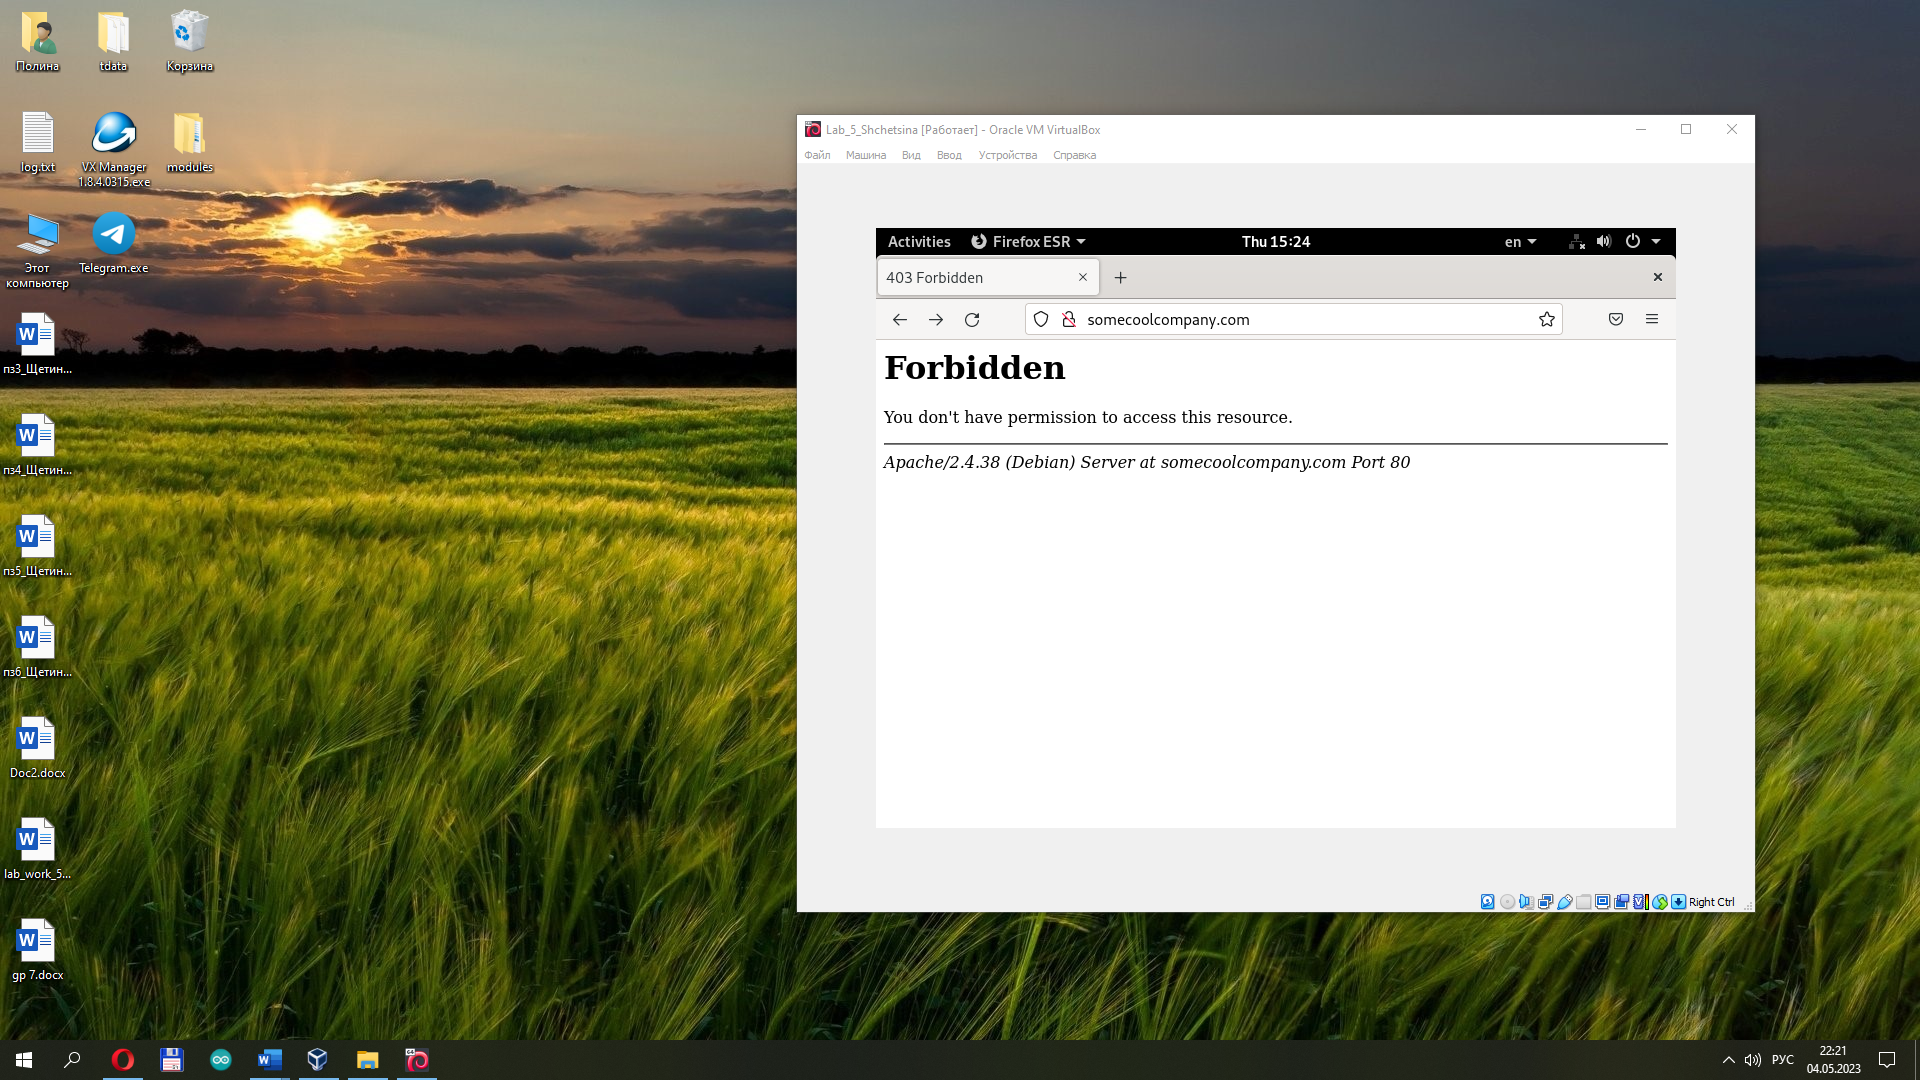 Полина
tdata
Корзина
log.txt
VX Manager
1.8.4.0315.exe
modules
Этот
компьютер
Telegram.exe
пз3_Щетин...
пз4_Щетин...
пз5_Щетин...
пз6_Щетин...
Doc2.docx
lab_work_5...
gp 7.docx
Lab_5_Shchetsina [Работает] - Oracle VM VirtualBox
Файл Машина Вид Ввод Устройства Справка
Activities Firefox ESR Thu 15:24 en
403 Forbidden
somecoolcompany.com
Forbidden
You don't have permission to access this resource.
Apache/2.4.38 (Debian) Server at somecoolcompany.com Port 80
Right Ctrl
РУС
22:21
04.05.2023